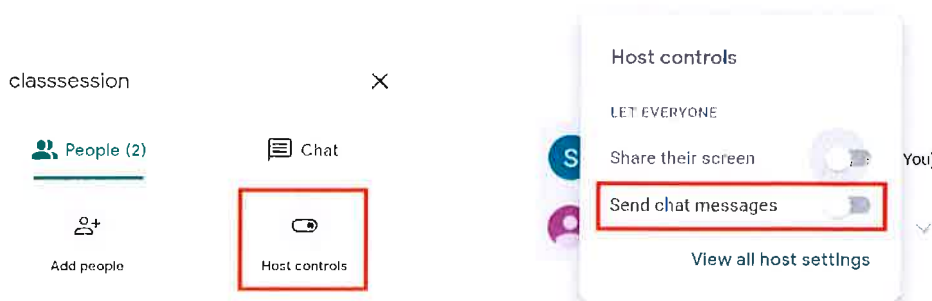 classsession
People (2)
Chat
Add people
Host controls
Host controls
LET EVERYONE
S
Share their screen
You)
Send chat messages
View all host settings